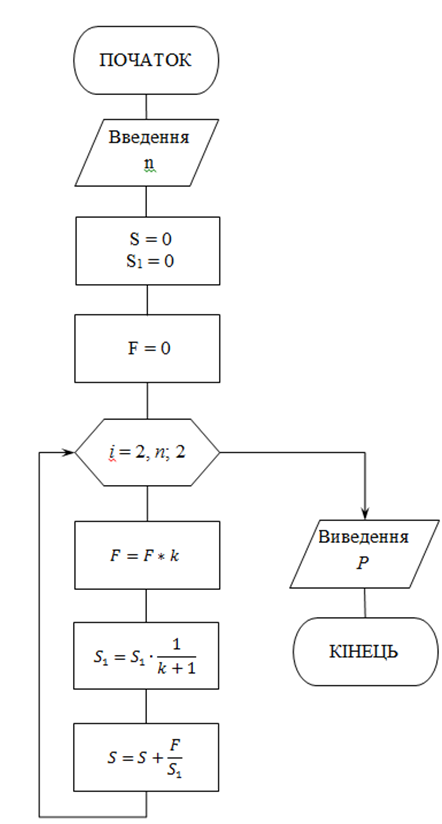 ПОЧАТОК
Введення
n
S = 0
S₁ = 0
F = 0
i = 2, n; 2
F = F ∗ k
S₁ = S₁ · 1/(k + 1)
S = S + F/S₁
Виведення
P
КІНЕЦЬ